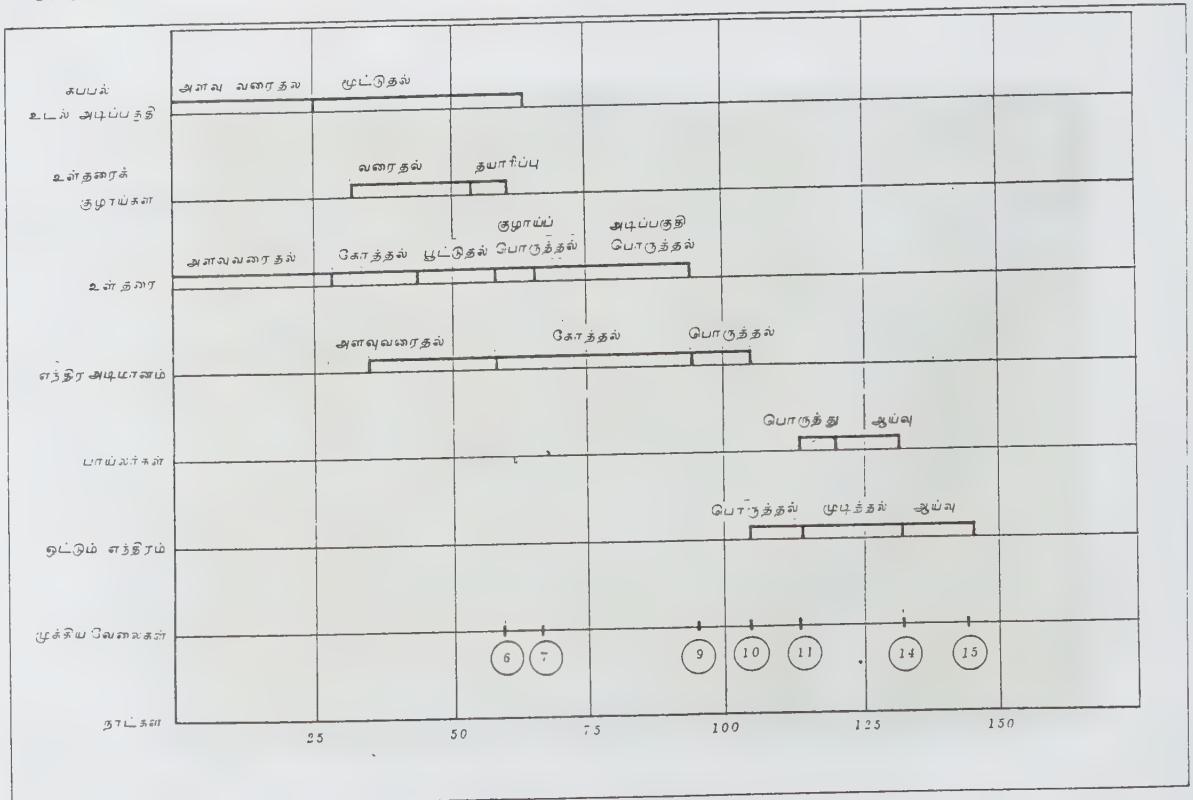 கப்பல்
உடல் அடிப்பகுதி
அளவு வரைதல்
மூட்டுதல்
உள்தரைக்
குழாய்கள்
வரைதல்
தயாரிப்பு
உள் தரை
அளவுவரைதல்
கோத்தல்
பூட்டுதல்
குழாய்ப்
பொருத்தல்
அடிப்பகுதி
பொருத்தல்
எந்திர அடிமானம்
அளவுவரைதல்
கோத்தல்
பொருத்தல்
பாய்லர்கள்
பொருத்து
ஆய்வு
ஓட்டும் எந்திரம்
பொருத்தல்
முடித்தல்
ஆய்வு
முக்கிய வேலைகள்
6
7
9
10
11
14
15
நாட்கள்
25
50
75
100
125
150